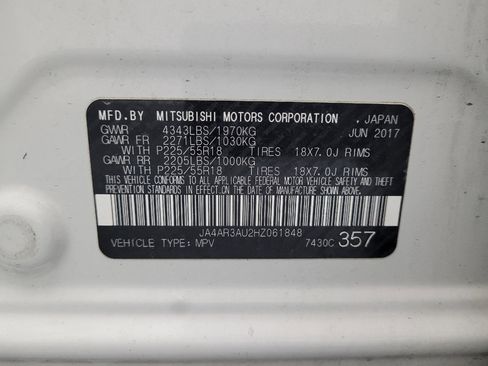 MFD.BY MITSUBISHI MOTORS CORPORATION , JAPAN
GVWR 4343LBS/1970KG JUN 2017
GAWR FR 2271LBS/1030KG
WITH P225/55R18 TIRES 18X7.0J RIMS
GAWR RR 2205LBS/1000KG
WITH P225/55R18 TIRES 18X7.0J RIMS
THIS VEHICLE CONFORMS TO ALL APPLICABLE FEDERAL MOTOR VEHICLE SAFETY AND THEFT
PREVENTION STANDARDS IN EFFECT ON THE DATE OF MANUFACTURE SHOWN ABOVE.
JA4AR3AU2HZ061848
VEHICLE TYPE: MPV 7430C 357